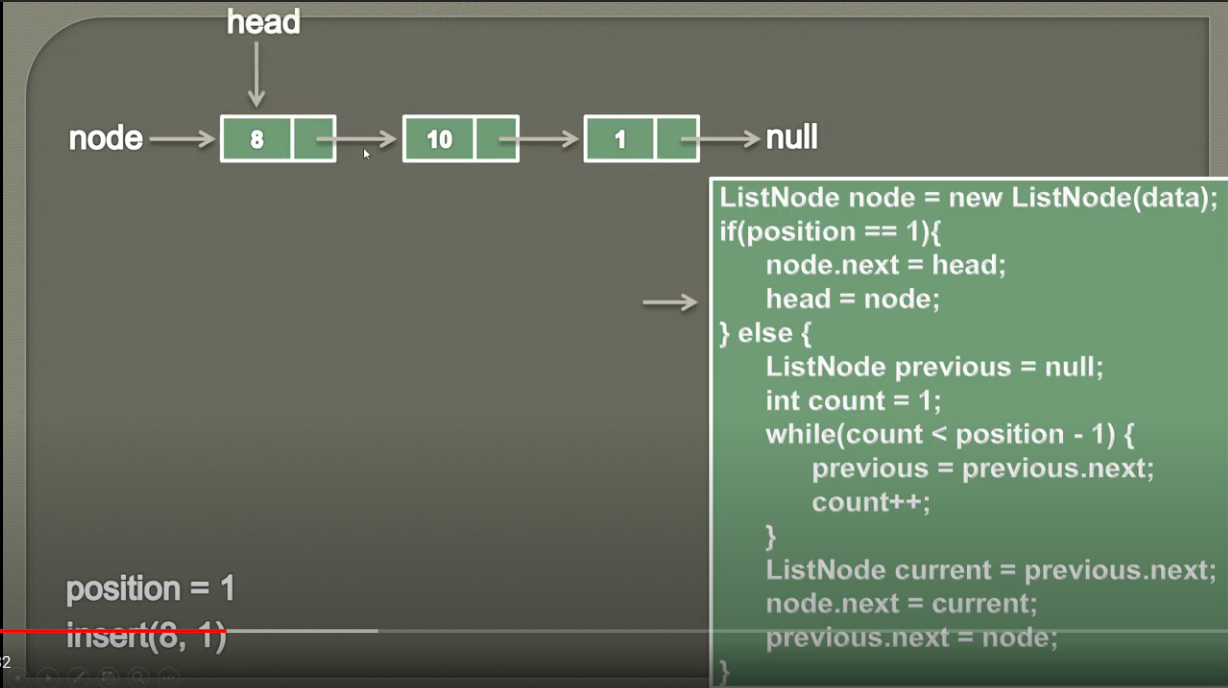 head
node 8 10 1 null
ListNode node = new ListNode(data);
if(position == 1){
node.next = head;
head = node;
} else {
ListNode previous = null;
int count = 1;
while(count < position - 1) {
previous = previous.next;
count++;
}
ListNode current = previous.next;
node.next = current;
previous.next = node;
}
position = 1
insert(8, 1)